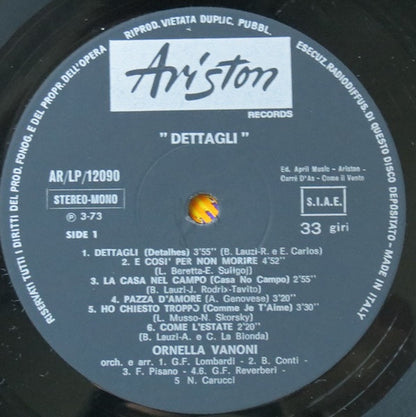 RISERVATI TUTTI I DIRITTI DEL PROD. FONOG. E DEL PROPR. DELL'OPERA
RIPROD. VIETATA DUPLIC. PUBBL.
ESECUZ. RADIODIFFUS. DI QUESTO DISCO DEPOSITATO - MADE IN ITALY
Ariston
RECORDS
" DETTAGLI "
AR/LP/12090
STEREO-MONO
Ⓟ 3-73
SIDE 1
Ed. April Music - Ariston -
Carrè D'As - Come il Vento
S.I.A.E.
33 giri
1. DETTAGLI (Detalhes) 3'55" (B. Lauzi-R. e E. Carlos)
2. E COSI' PER NON MORIRE 4'52"
(L. Beretta-E. Suligoj)
3. LA CASA NEL CAMPO (Casa No Campo) 2'55"
(B. Lauzi-J. Rodrix-Tavito)
4. PAZZA D'AMORE (A. Genovese) 3'20"
5. HO CHIESTO TROPPO (Comme Je T'Aime) 3'30"
(L. Musso-N. Skorsky)
6. COME L'ESTATE 2'20"
(B. Lauzi-A. e C. La Bionda)
ORNELLA VANONI
orch. e arr. 1. G.F. Lombardi - 2. B. Conti -
3. F. Pisano - 4.6. G.F. Reverberi -
5 N. Carucci